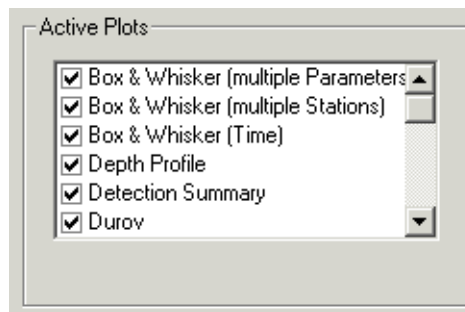 Active Plots
Box & Whisker (multiple Parameters
Box & Whisker (multiple Stations)
Box & Whisker (Time)
Depth Profile
Detection Summary
Durov